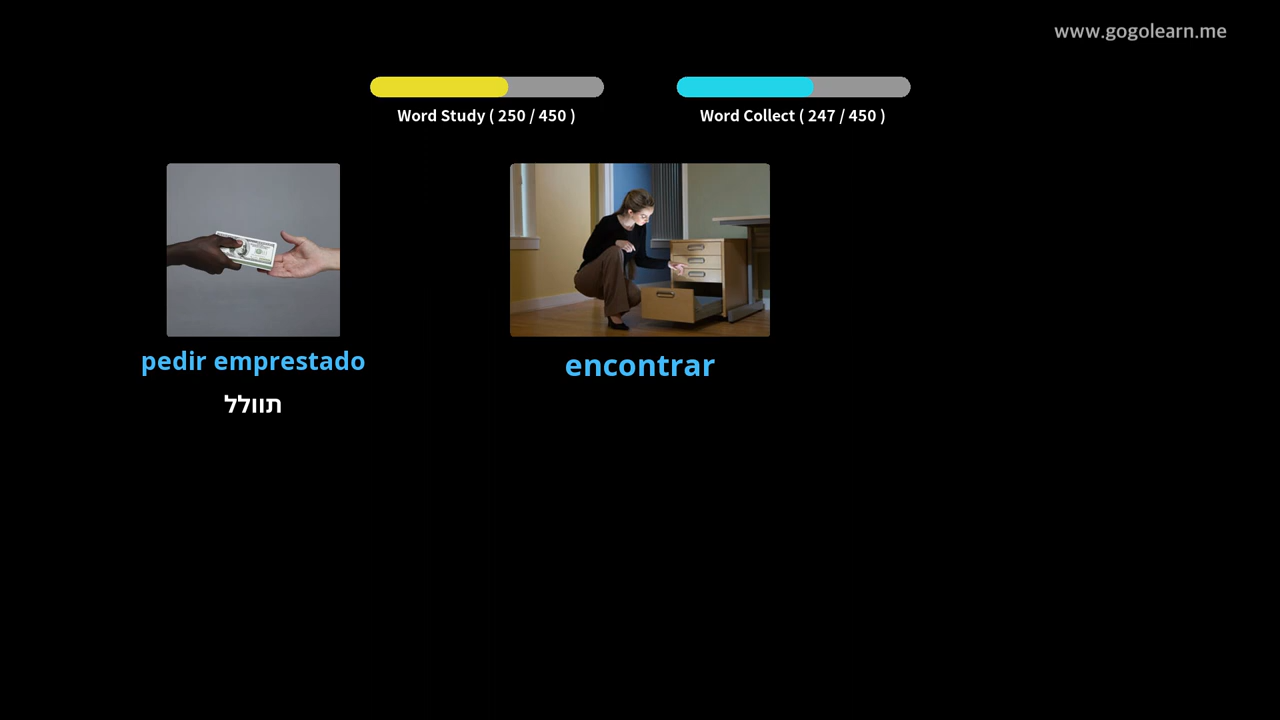 www.gogolearn.me
Word Study ( 250 / 450 )
Word Collect ( 247 / 450 )
pedir emprestado
תוולל
encontrar